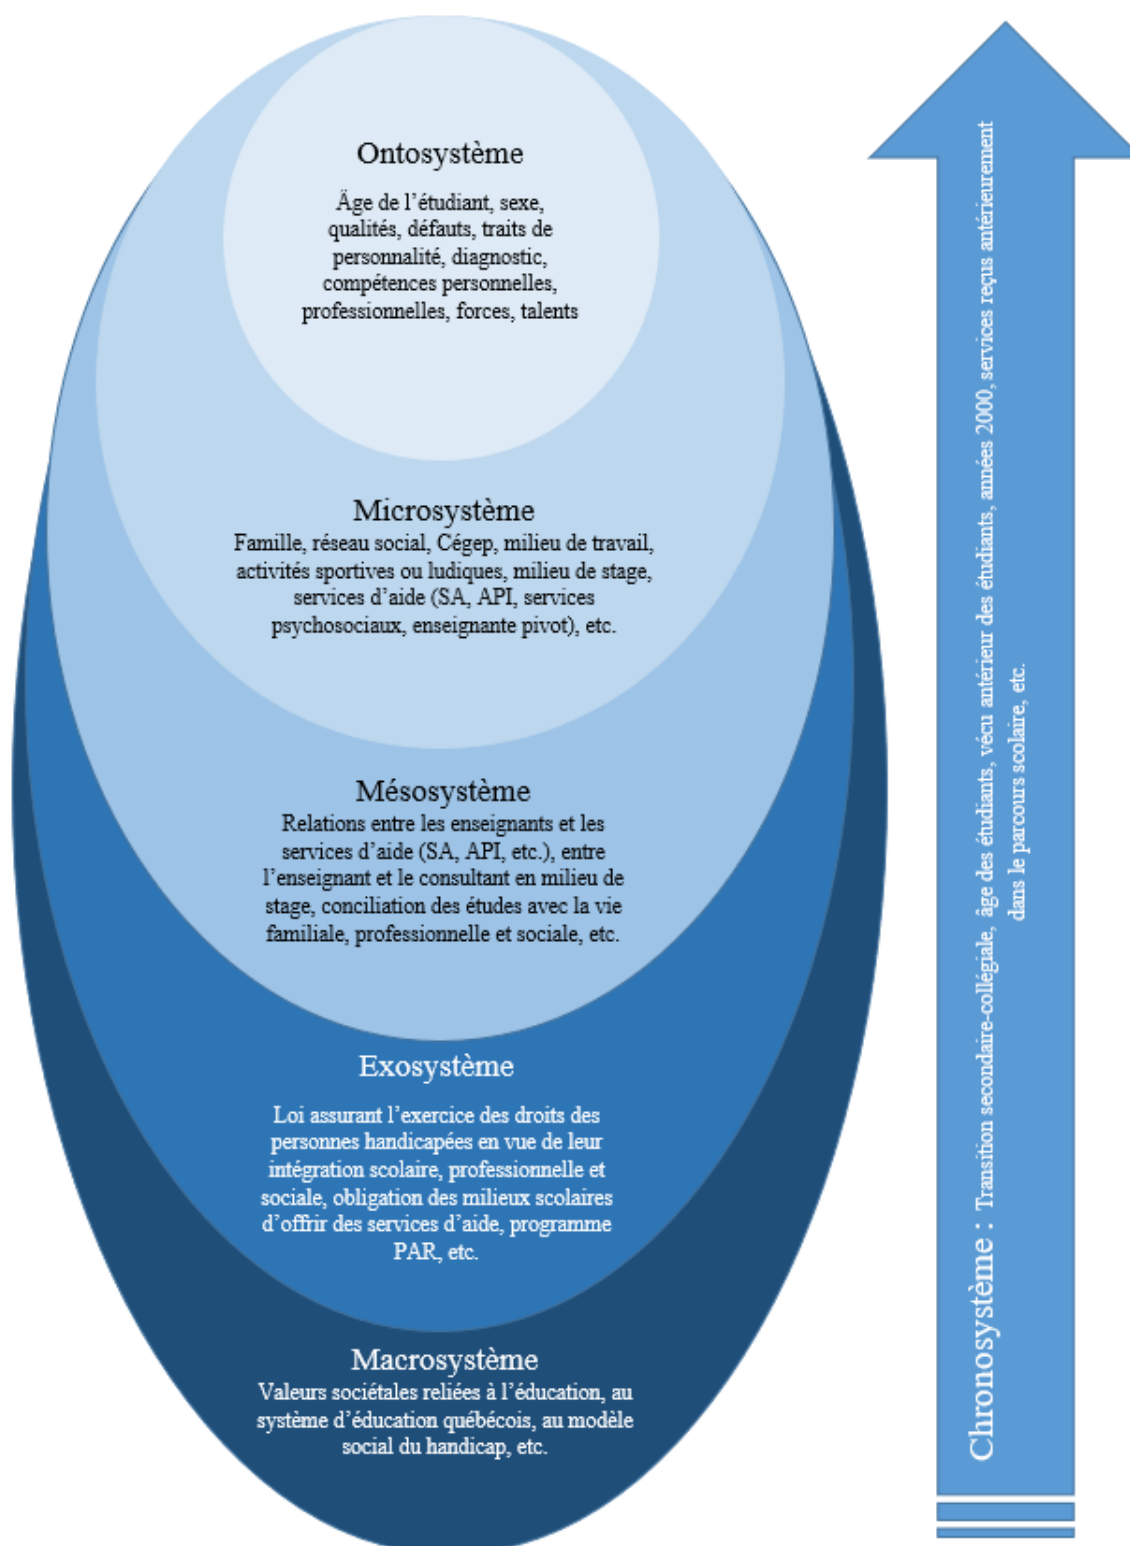 Ontosystème
Äge de l’étudiant, sexe,
qualités, défauts, traits de
personnalité, diagnostic,
compétences personnelles,
professionnelles, forces, talents
Microsystème
Famille, réseau social, Cégep, milieu de travail,
activités sportives ou ludiques, milieu de stage,
services d’aide (SA, API, services
psychosociaux, enseignante pivot), etc.
Mésosystème
Relations entre les enseignants et les
services d’aide (SA, API, etc.), entre
l’enseignant et le consultant en milieu de
stage, conciliation des études avec la vie
familiale, professionnelle et sociale, etc.
Exosystème
Loi assurant l’exercice des droits des
personnes handicapées en vue de leur
intégration scolaire, professionnelle et
sociale, obligation des milieux scolaires
d’offrir des services d’aide, programme
PAR, etc.
Macrosystème
Valeurs sociétales reliées à l’éducation, au
système d’éducation québécois, au modèle
social du handicap, etc.
Chronosystème : Transition secondaire-collégiale, âge des étudiants, vécu antérieur des étudiants, années 2000, services reçus antérieurement
dans le parcours scolaire, etc.